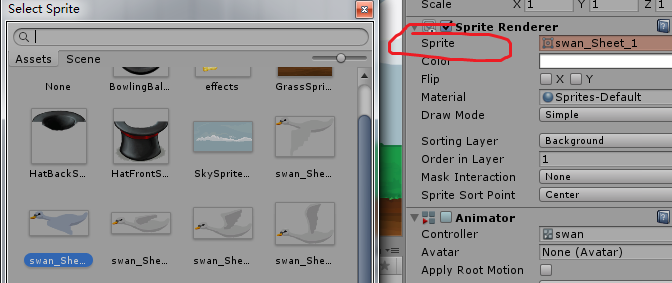 Select Sprite
Assets Scene
None BowlingBal... effects GrassSpri...
HatBackS... HatFrontS... SkySprite... swan_She...
swan_She... swan_She... swan_She... swan_She...
Scale X 1 Y 1 Z 1
Sprite Renderer
Sprite swan_Sheet_1
Color
Flip X Y
Material Sprites-Default
Draw Mode Simple
Sorting Layer Background
Order in Layer 1
Mask Interaction None
Sprite Sort Point Center
Animator
Controller swan
Avatar None (Avatar)
Apply Root Motion